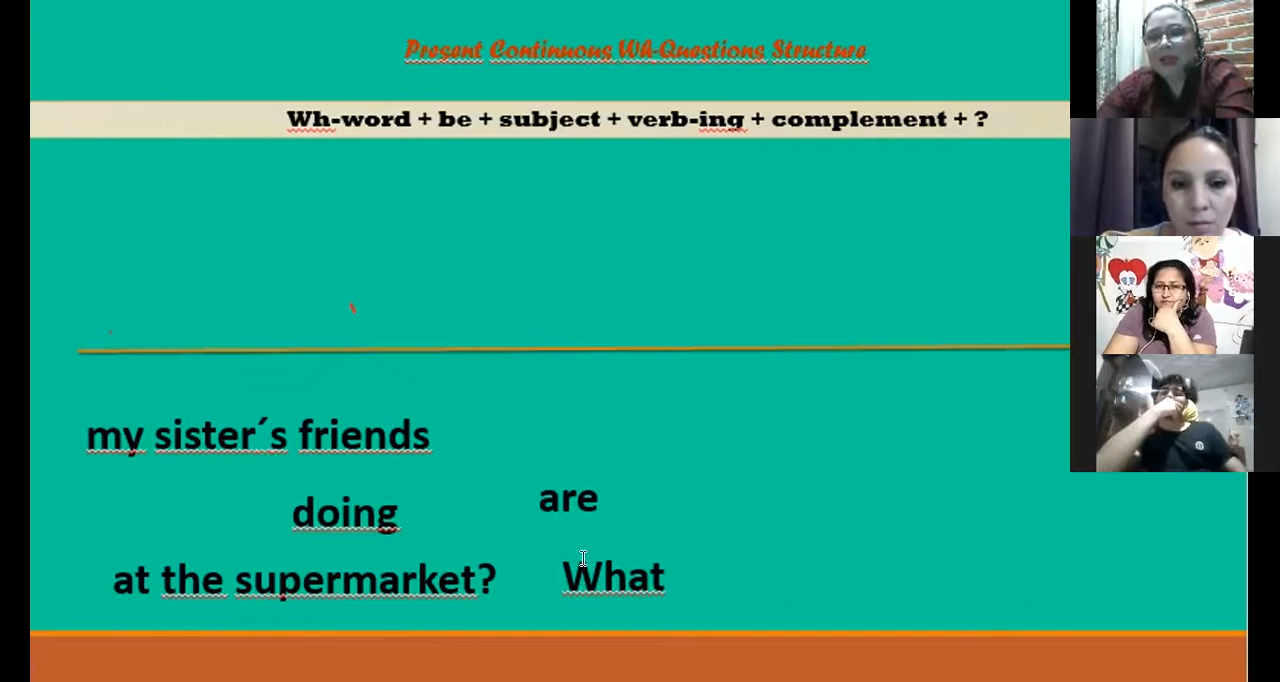 Present Continuous Wh-Questions Structure
Wh-word + be + subject + verb-ing + complement + ?
my sister´s friends
doing
are
at the supermarket?
What